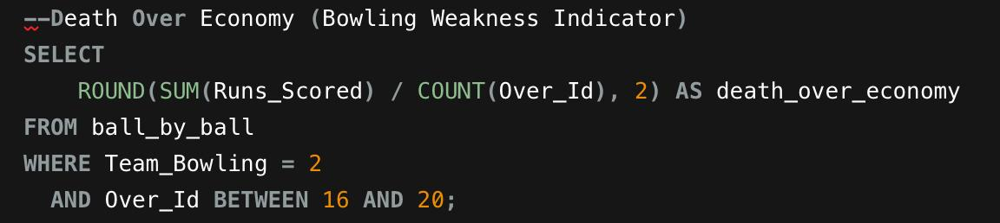 --Death Over Economy (Bowling Weakness Indicator)
SELECT
    ROUND(SUM(Runs_Scored) / COUNT(Over_Id), 2) AS death_over_economy
FROM ball_by_ball
WHERE Team_Bowling = 2
  AND Over_Id BETWEEN 16 AND 20;